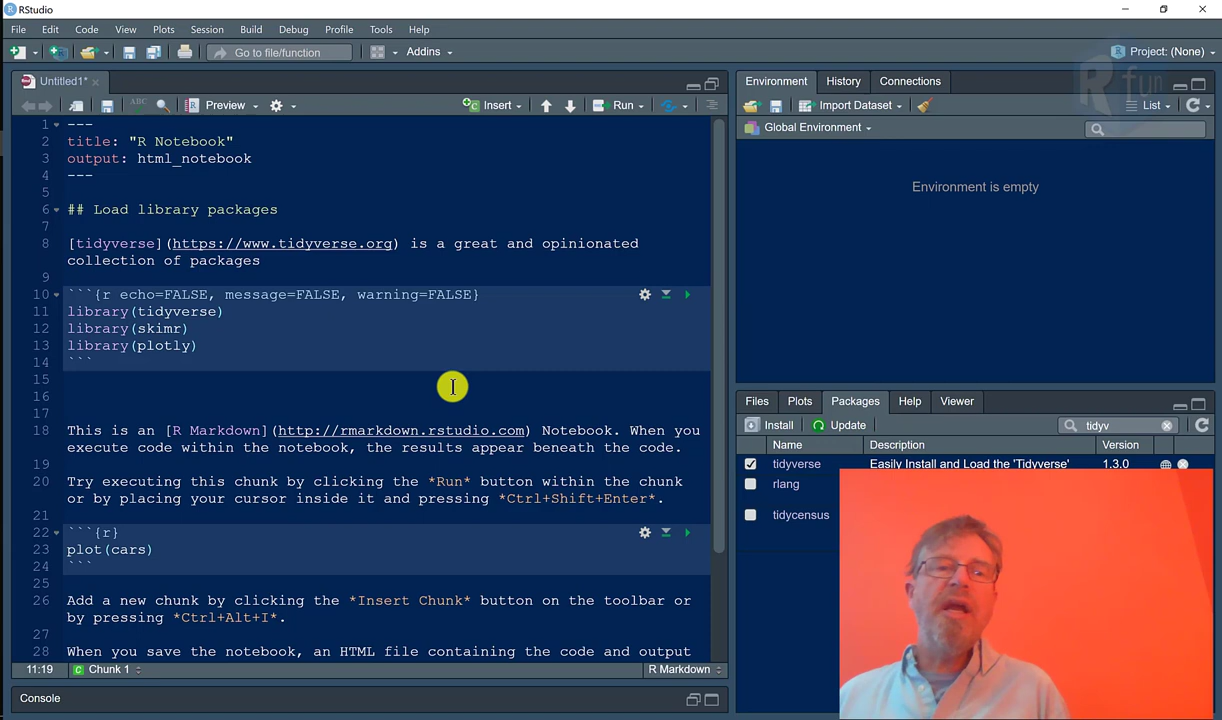 RStudio
File Edit Code View Plots Session Build Debug Profile Tools Help
Go to file/function Addins Project: (None)
Untitled1*
ABC Preview Insert Run
1 ---
2 title: "R Notebook"
3 output: html_notebook
4 ---
5
6 ## Load library packages
7
8 [tidyverse](https://www.tidyverse.org) is a great and opinionated
collection of packages
9
10 ```{r echo=FALSE, message=FALSE, warning=FALSE}
11 library(tidyverse)
12 library(skimr)
13 library(plotly)
14 ```
15
16
17
18 This is an [R Markdown](http://rmarkdown.rstudio.com) Notebook. When you
execute code within the notebook, the results appear beneath the code.
19
20 Try executing this chunk by clicking the *Run* button within the chunk
or by placing your cursor inside it and pressing *Ctrl+Shift+Enter*.
21
22 ```{r}
23 plot(cars)
24 ```
25
26 Add a new chunk by clicking the *Insert Chunk* button on the toolbar or
by pressing *Ctrl+Alt+I*.
27
28 When you save the notebook, an HTML file containing the code and output
11:19 Chunk 1 R Markdown
Console
Environment History Connections
R fun
Import Dataset List
Global Environment
Environment is empty
Files Plots Packages Help Viewer
Install Update tidyv
Name Description Version
tidyverse Easily Install and Load the 'Tidyverse' 1.3.0
rlang
tidycensus